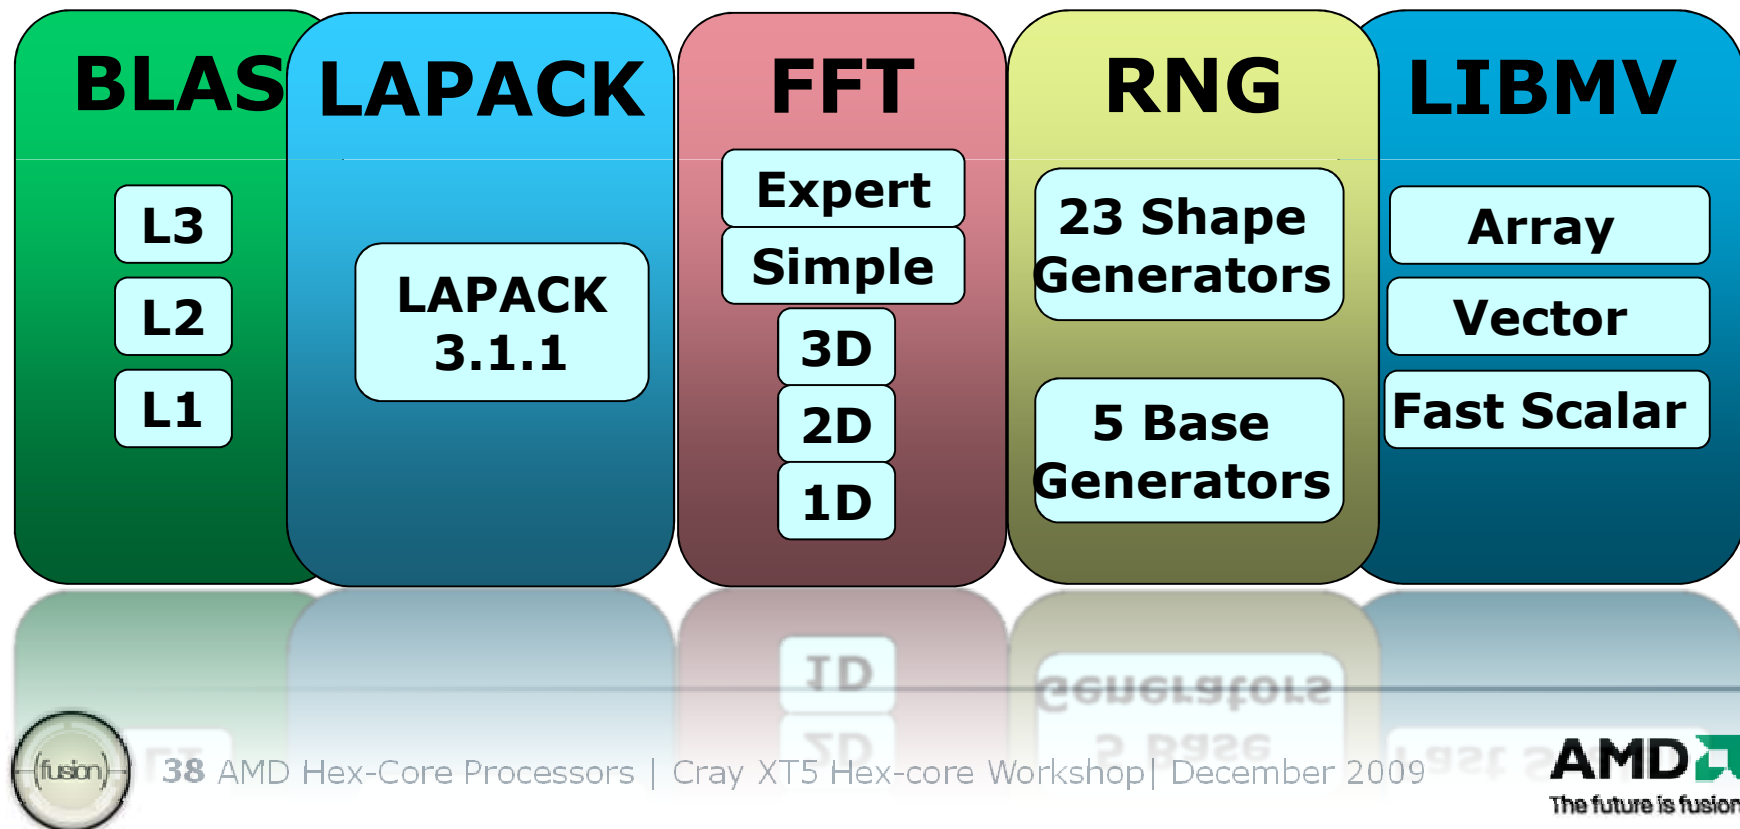 BLAS
L3
L2
L1
LAPACK
LAPACK
3.1.1
FFT
Expert
Simple
3D
2D
1D
RNG
23 Shape
Generators
5 Base
Generators
LIBMV
Array
Vector
Fast Scalar
fusion
38 AMD Hex-Core Processors | Cray XT5 Hex-core Workshop| December 2009
AMD
The future is fusion